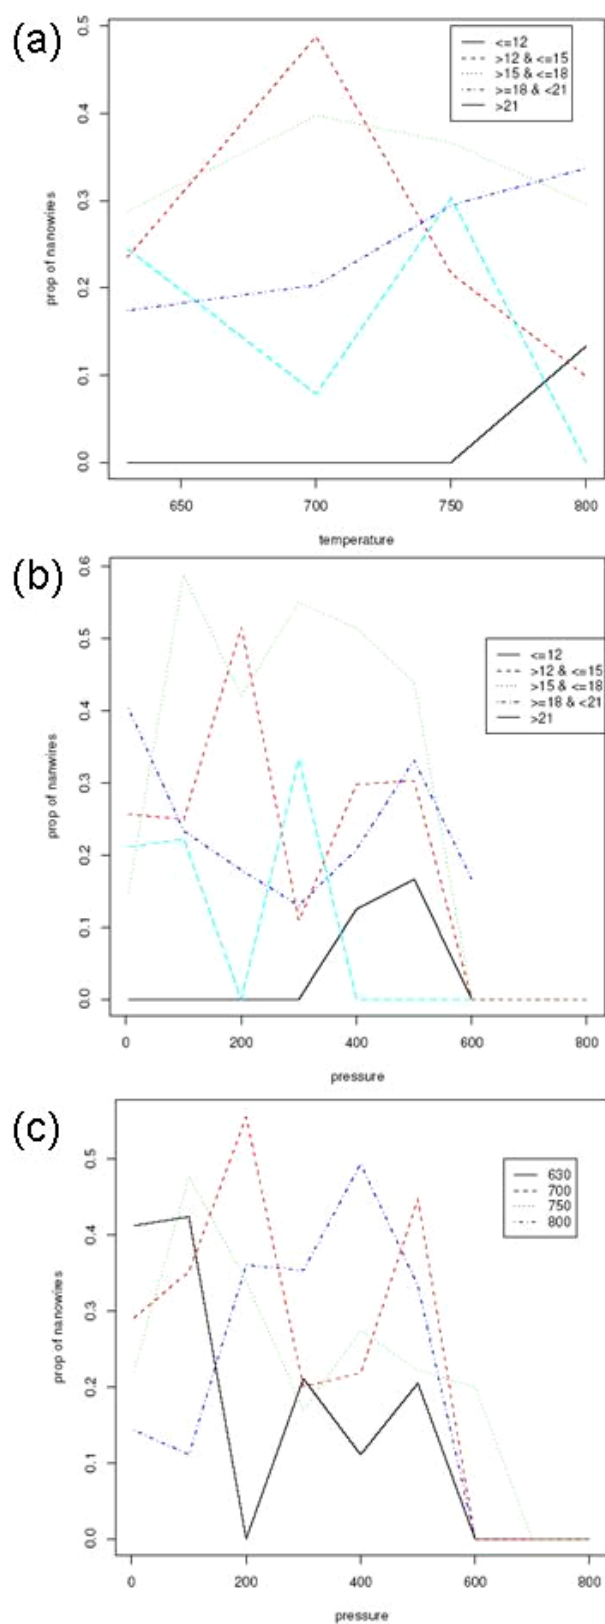 (a)
0.5
0.4
0.3
0.2
0.1
0.0
prop of nanowires
<=12
>12 & <=15
>15 & <=18
>=18 & <21
>21
650 700 750 800
temperature
(b)
0.6
0.5
0.4
0.3
0.2
0.1
0.0
prop of nanwires
<=12
>12 & <=15
>15 & <=18
>=18 & <21
>21
0 200 400 600 800
pressure
(c)
0.5
0.4
0.3
0.2
0.1
0.0
prop of nanowires
630
700
750
800
0 200 400 600 800
pressure